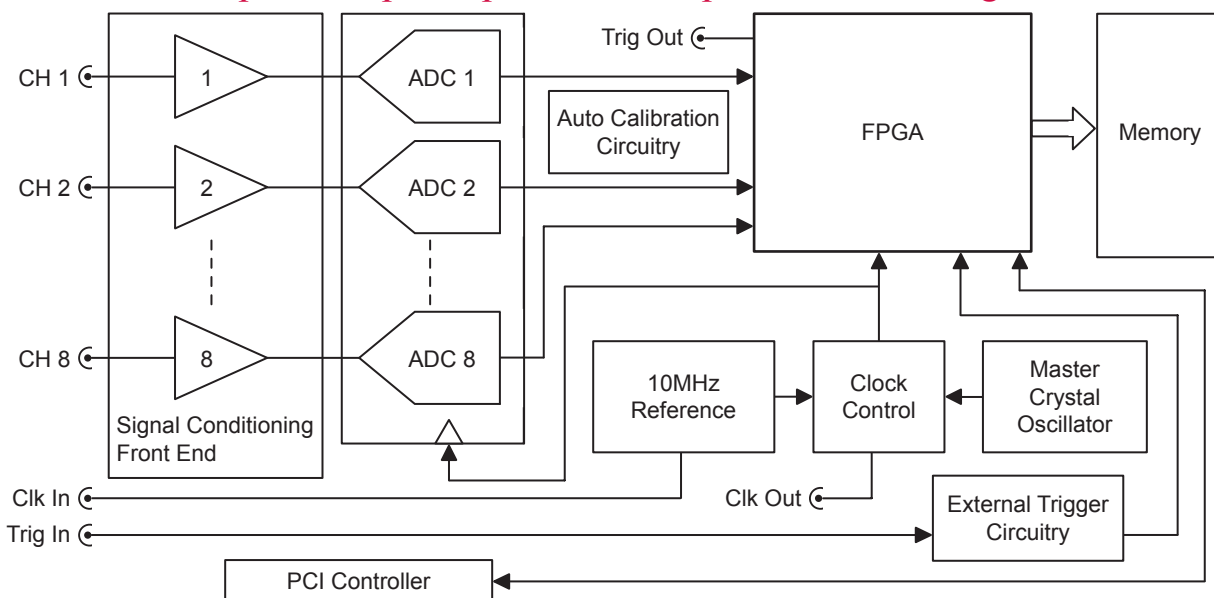 Trig Out
CH 1
1
ADC 1
Auto Calibration
Circuitry
FPGA
Memory
CH 2
2
ADC 2
CH 8
8
ADC 8
10MHz
Reference
Clock
Control
Master
Crystal
Oscillator
Signal Conditioning
Front End
Clk In
Clk Out
External Trigger
Circuitry
Trig In
PCI Controller